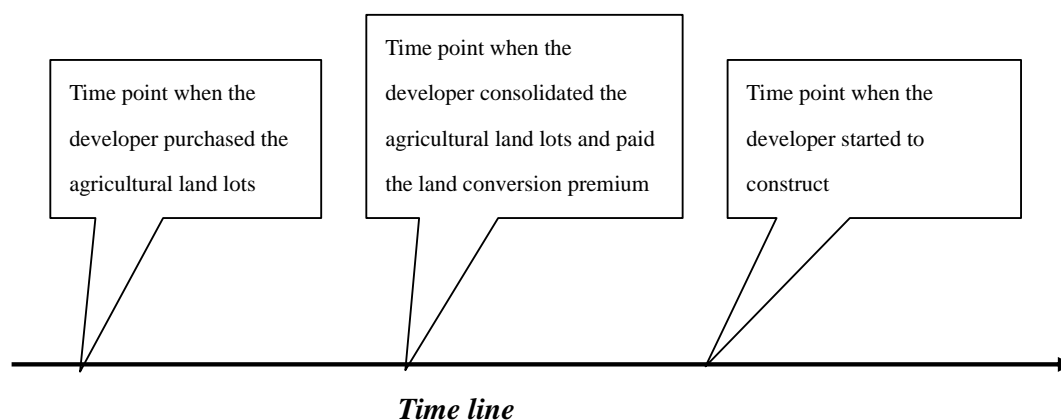 Time point when the
developer purchased the
agricultural land lots
Time point when the
developer consolidated the
agricultural land lots and paid
the land conversion premium
Time point when the
developer started to
construct
Time line